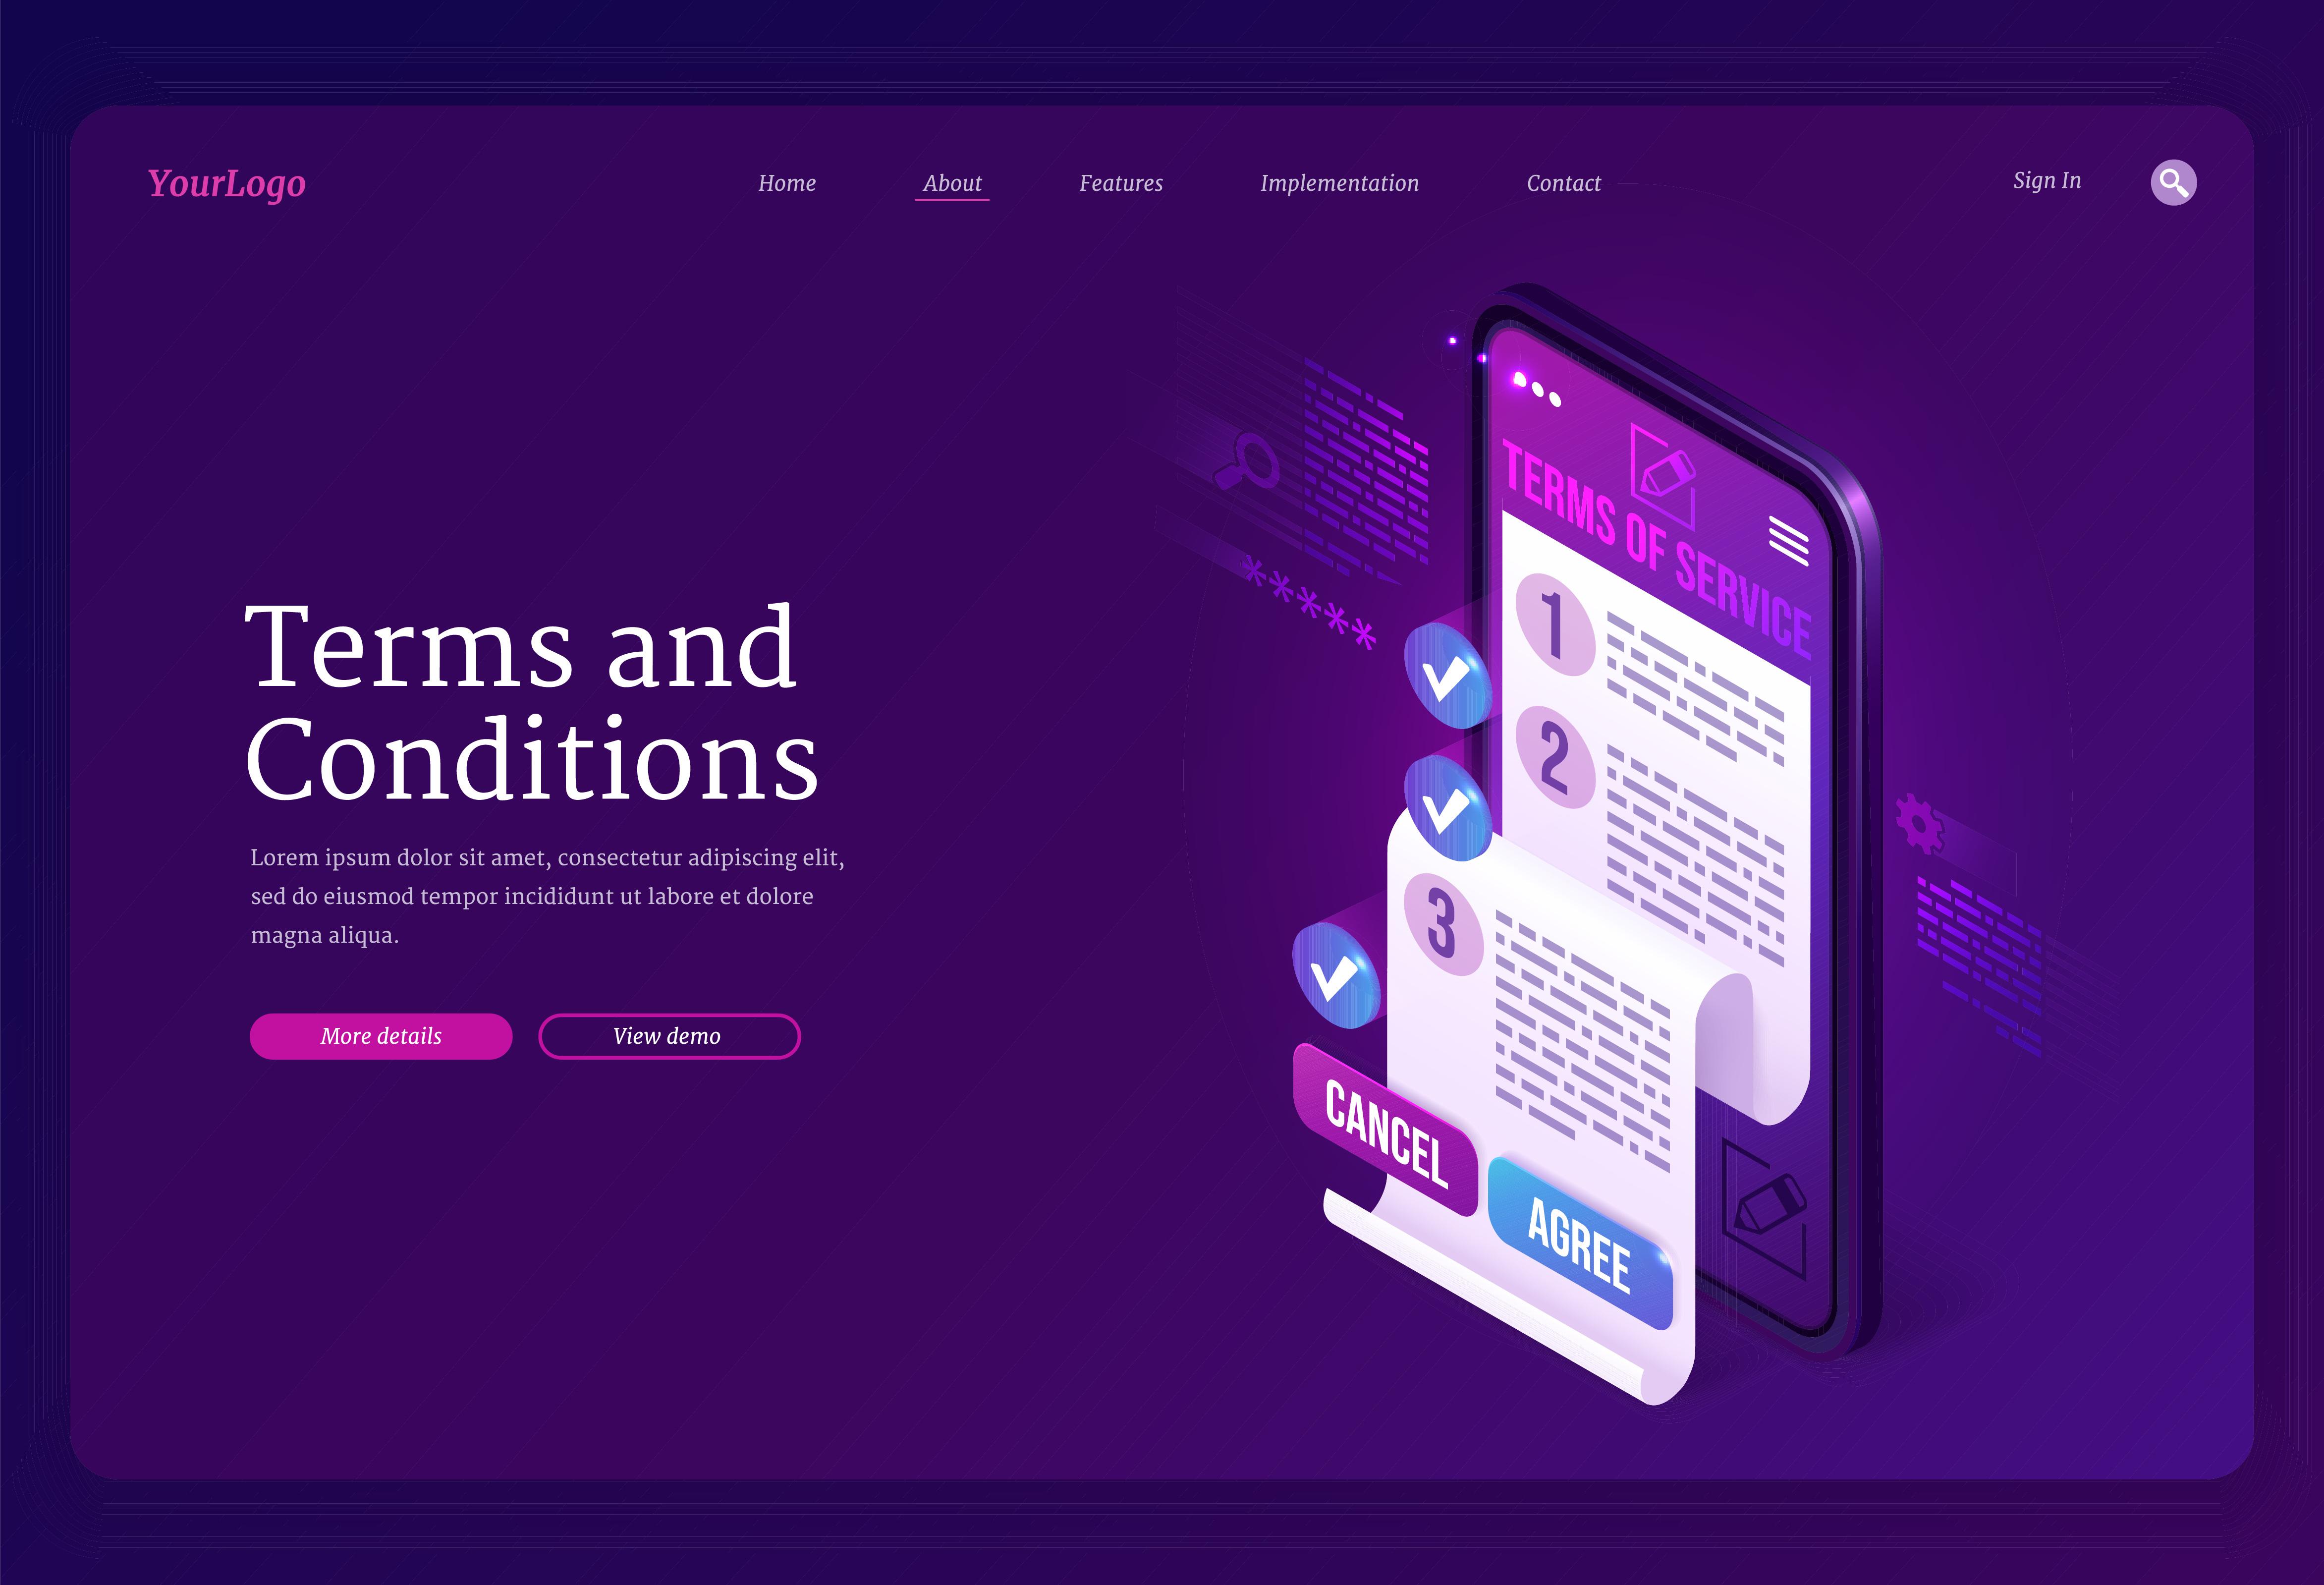 YourLogo
Home
About
Features
Implementation
Contact
Sign In
Terms and
Conditions
Lorem ipsum dolor sit amet, consectetur adipiscing elit,
sed do eiusmod tempor incididunt ut labore et dolore
magna aliqua.
More details
View demo
TERMS OF SERVICE
1
2
3
*****
CANCEL
AGREE